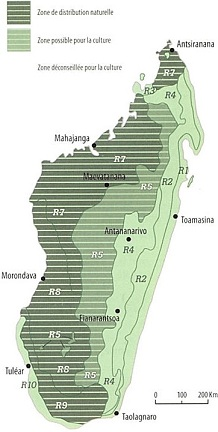 Zone de distribution naturelle
Zone possible pour la culture
Zone déconseillée pour la culture
Antsiranana
R7
R3
R4
Mahajanga
R2
R7
R1
Maevatanana
R5
R7
Toamasina
Antananarivo
R4
R5
R2
Morondava
R8
Fianarantsoa
R5
Tuléar
R8
R5
R4
R10
R9
Taolagnaro
0 100 200 Km